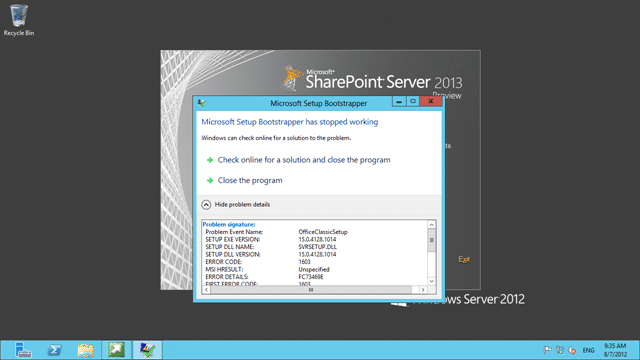 Recycle Bin
Microsoft
SharePoint Server 2013
Preview
Microsoft Setup Bootstrapper
Microsoft Setup Bootstrapper has stopped working
Windows can check online for a solution to the problem.
Check online for a solution and close the program
Close the program
Hide problem details
Problem signature:
Problem Event Name: OfficeClassicSetup
SETUP EXE VERSION: 15.0.4128.1014
SETUP DLL NAME: SVRSETUP.DLL
SETUP DLL VERSION: 15.0.4128.1014
ERROR CODE: 1603
MSI HRESULT: Unspecified
ERROR DETAILS: FC73469E
FIRST ERROR CODE: 1603
Exit
Windows Server 2012
ENG
9:35 AM
8/7/2012